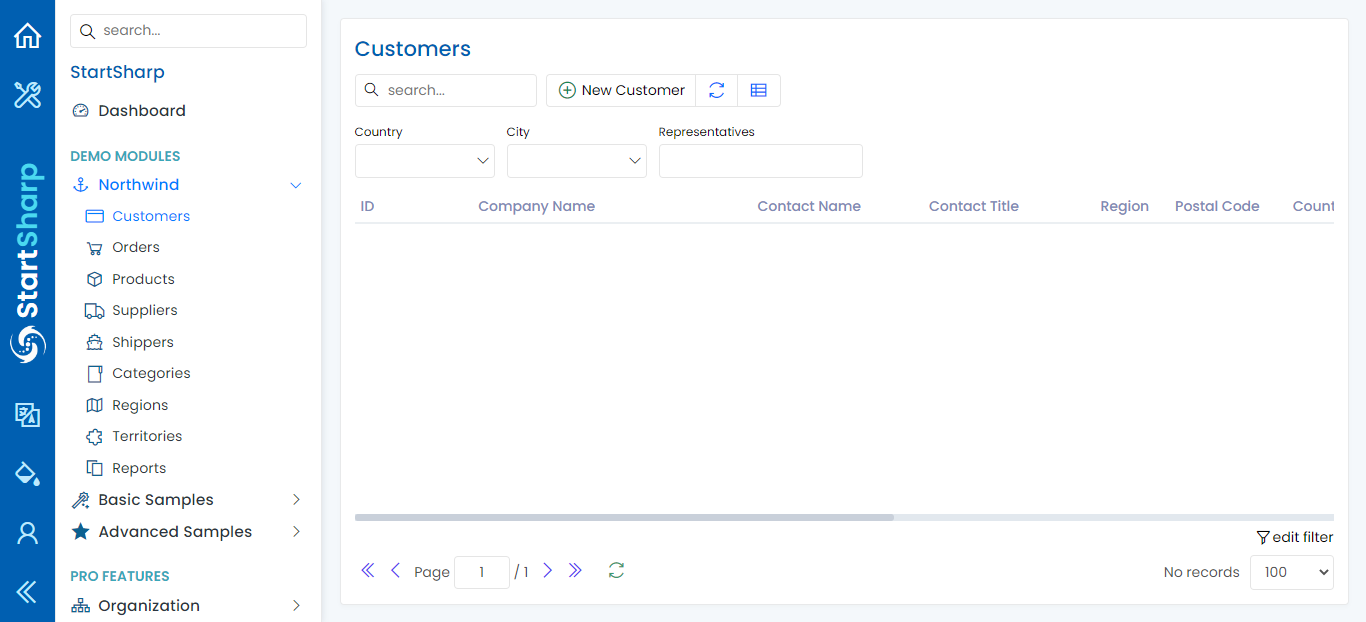 StartSharp
search...
StartSharp
Dashboard
DEMO MODULES
Northwind
Customers
Orders
Products
Suppliers
Shippers
Categories
Regions
Territories
Reports
Basic Samples
Advanced Samples
PRO FEATURES
Organization
Customers
search...
New Customer
Country City Representatives
ID Company Name Contact Name Contact Title Region Postal Code Count
edit filter
Page 1 / 1 No records 100